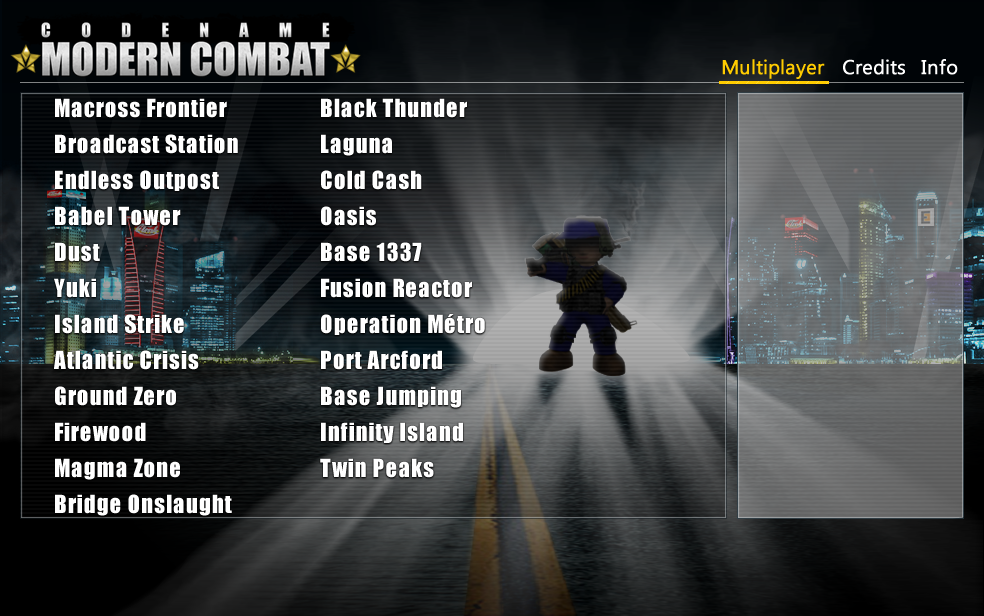 CODENAME
MODERN COMBAT
Multiplayer Credits Info
Macross Frontier
Broadcast Station
Endless Outpost
Babel Tower
Dust
Yuki
Island Strike
Atlantic Crisis
Ground Zero
Firewood
Magma Zone
Bridge Onslaught
Black Thunder
Laguna
Cold Cash
Oasis
Base 1337
Fusion Reactor
Operation Métro
Port Arcford
Base Jumping
Infinity Island
Twin Peaks